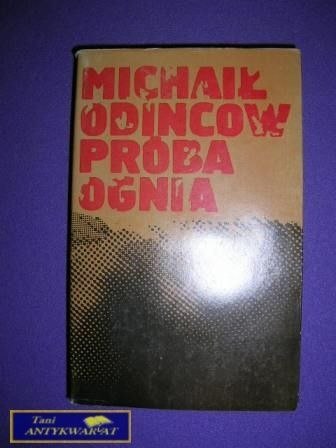 MICHAIŁ
ODINCOW
PRÓBA
OGNIA
Tani
ANTYKWARIAT